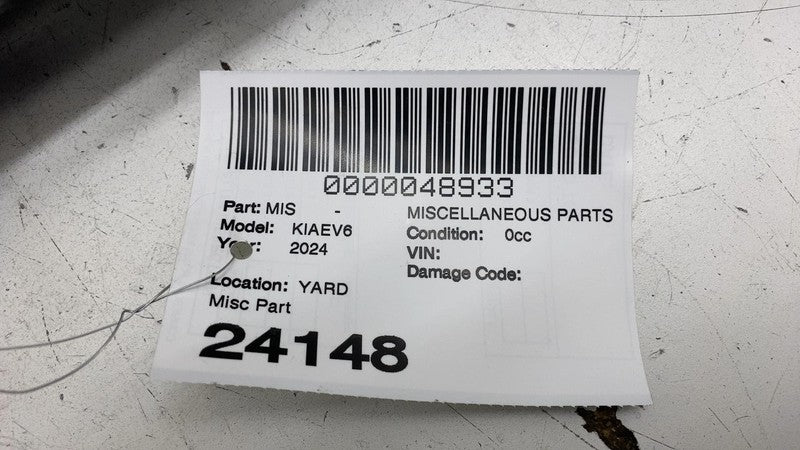 0000048933
Part: MIS - MISCELLANEOUS PARTS
Model: KIAEV6 Condition: 0cc
Year: 2024 VIN:
Damage Code:
Location: YARD
Misc Part
24148